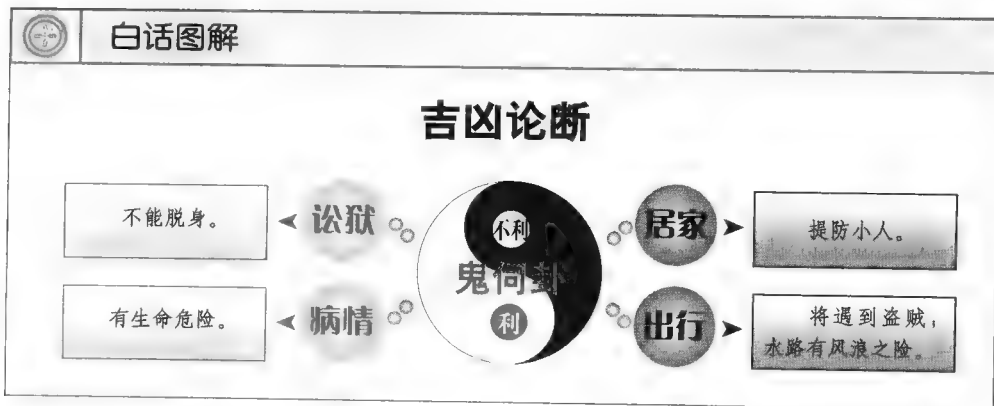 白话图解
吉凶论断
不能脱身。
讼狱
不利
居家
提防小人。
鬼伺卦
有生命危险。
病情
利
出行
将遇到盗贼，
水路有风浪之险。